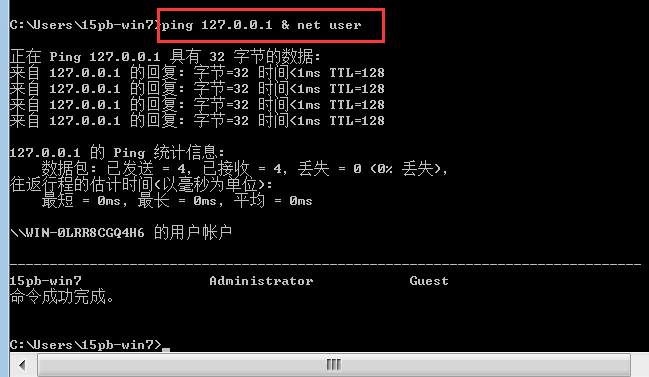 C:\Users\15pb-win7>ping 127.0.0.1 & net user
正在 Ping 127.0.0.1 具有 32 字节的数据:
来自 127.0.0.1 的回复: 字节=32 时间<1ms TTL=128
来自 127.0.0.1 的回复: 字节=32 时间<1ms TTL=128
来自 127.0.0.1 的回复: 字节=32 时间<1ms TTL=128
来自 127.0.0.1 的回复: 字节=32 时间<1ms TTL=128
127.0.0.1 的 Ping 统计信息:
数据包: 已发送 = 4, 已接收 = 4, 丢失 = 0 (0% 丢失),
往返行程的估计时间(以毫秒为单位):
最短 = 0ms, 最长 = 0ms, 平均 = 0ms
\\WIN-0LRR8CGQ4H6 的用户帐户
-------------------------------------------------------------------------------
15pb-win7 Administrator Guest
命令成功完成。
C:\Users\15pb-win7>_